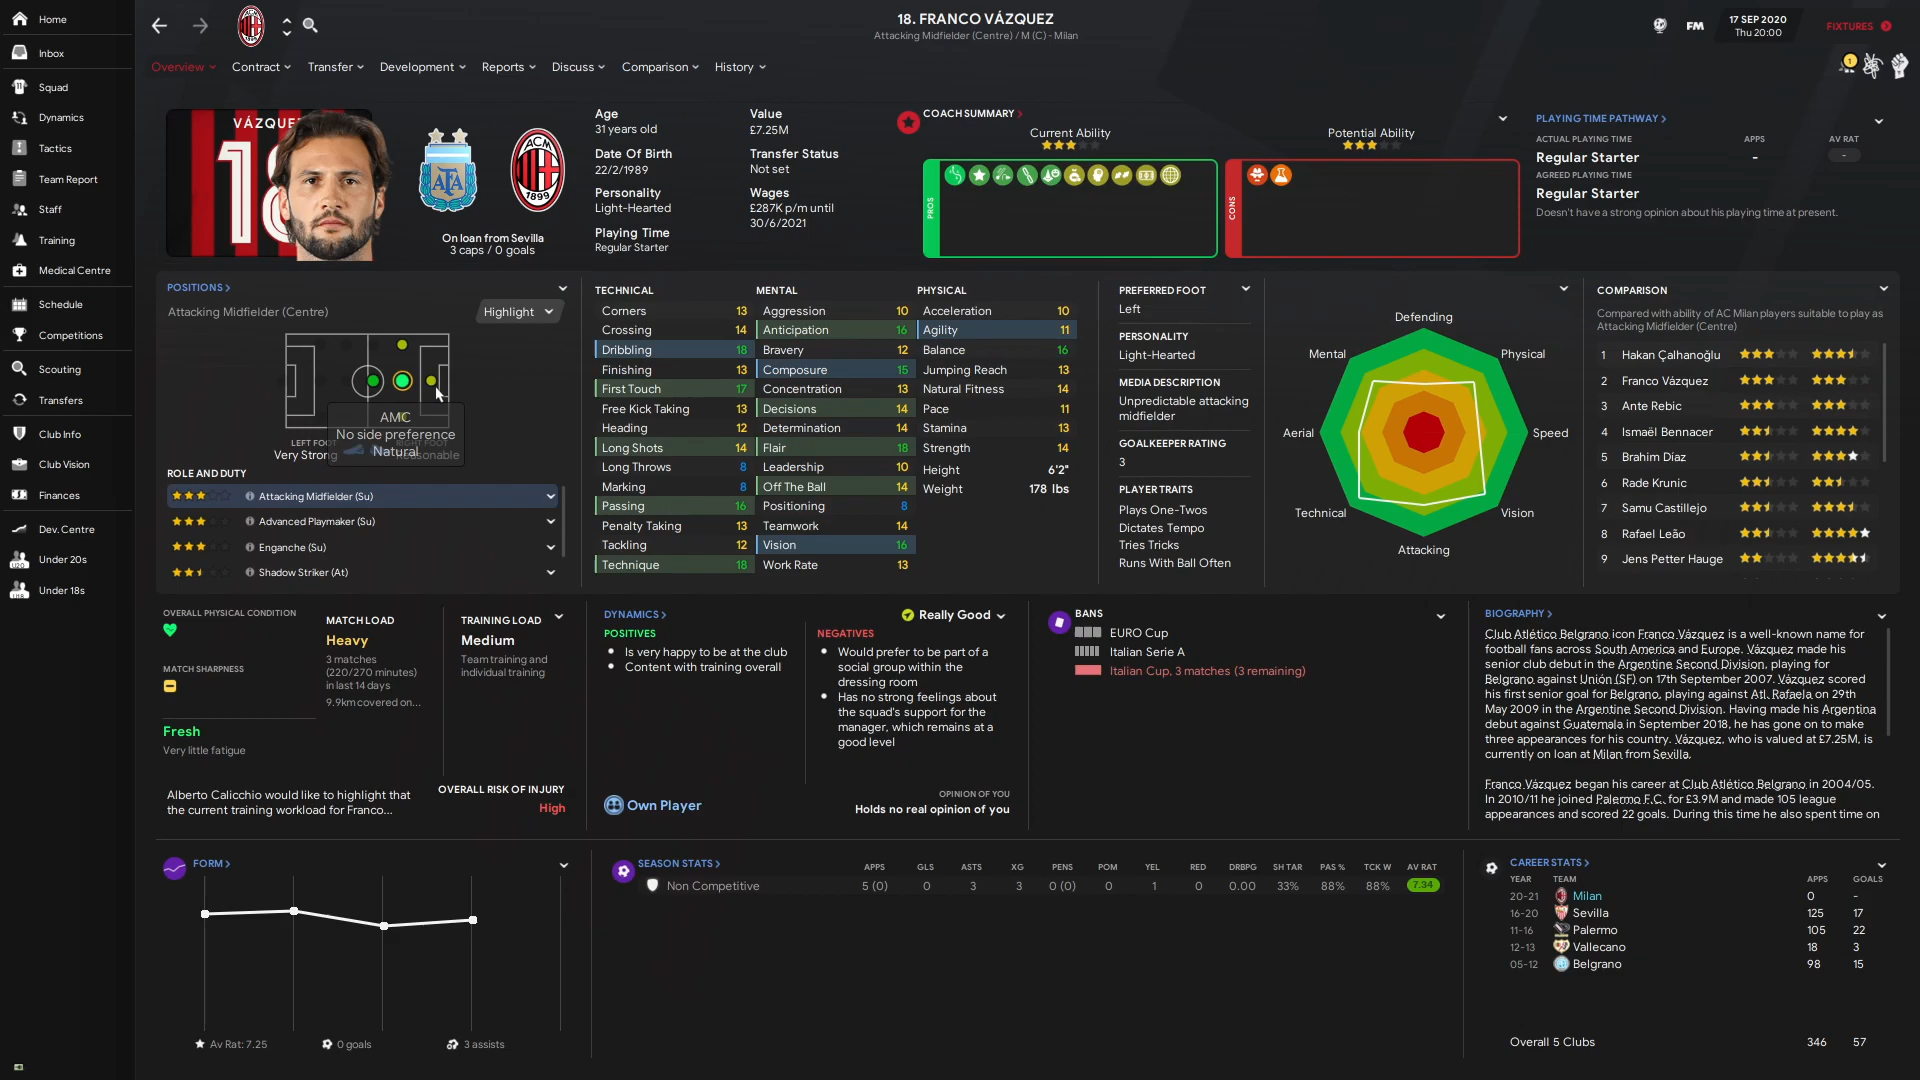 Home
Inbox
Squad
Dynamics
Tactics
Team Report
Staff
Training
Medical Centre
Schedule
Competitions
Scouting
Transfers
Club Info
Club Vision
Finances
Dev. Centre
Under 20s
Under 18s
18. FRANCO VÁZQUEZ
Attacking Midfielder (Centre) / M (C) - Milan
FM
17 SEP 2020
Thu 20:00
FIXTURES
1
Overview Contract Transfer Development Reports Discuss Comparison History
18
ACM
1899
ATA
On loan from Sevilla
3 caps / 0 goals
Age
31 years old
Date Of Birth
22/2/1989
Personality
Light-Hearted
Playing Time
Regular Starter
Value
£7.25M
Transfer Status
Not set
Wages
£287K p/m until
30/6/2021
COACH SUMMARY >
Current Ability
Potential Ability
PROS
CONS
PLAYING TIME PATHWAY >
ACTUAL PLAYING TIME APPS AV RAT
Regular Starter - -
AGREED PLAYING TIME
Regular Starter
Doesn't have a strong opinion about his playing time at present.
POSITIONS >
Attacking Midfielder (Centre)
Highlight
AMC
No side preference
Natural
LEFT FOOT
Very Strong
RIGHT FOOT
Reasonable
ROLE AND DUTY
Attacking Midfielder (Su)
Advanced Playmaker (Su)
Enganche (Su)
Shadow Striker (At)
TECHNICAL
Corners 13
Crossing 14
Dribbling 18
Finishing 13
First Touch 17
Free Kick Taking 13
Heading 12
Long Shots 14
Long Throws 8
Marking 8
Passing 16
Penalty Taking 13
Tackling 12
Technique 18
MENTAL
Aggression 10
Anticipation 16
Bravery 12
Composure 15
Concentration 13
Decisions 14
Determination 14
Flair 18
Leadership 10
Off The Ball 14
Positioning 8
Teamwork 14
Vision 16
Work Rate 13
PHYSICAL
Acceleration 10
Agility 11
Balance 16
Jumping Reach 13
Natural Fitness 14
Pace 11
Stamina 13
Strength 14
Height 6'2"
Weight 178 lbs
PREFERRED FOOT
Left
PERSONALITY
Light-Hearted
MEDIA DESCRIPTION
Unpredictable attacking
midfielder
GOALKEEPER RATING
3
PLAYER TRAITS
Plays One-Twos
Dictates Tempo
Tries Tricks
Runs With Ball Often
Defending
Physical
Speed
Vision
Attacking
Technical
Aerial
Mental
COMPARISON
Compared with ability of AC Milan players suitable to play as
Attacking Midfielder (Centre)
1 Hakan Çalhanoğlu
2 Franco Vázquez
3 Ante Rebic
4 Ismaël Bennacer
5 Brahim Díaz
6 Rade Krunic
7 Samu Castillejo
8 Rafael Leão
9 Jens Petter Hauge
OVERALL PHYSICAL CONDITION
MATCH SHARPNESS
Fresh
Very little fatigue
MATCH LOAD
Heavy
3 matches
(220/270 minutes)
in last 14 days
9.9km covered on...
TRAINING LOAD
Medium
Team training and
individual training
Alberto Calicchio would like to highlight that
the current training workload for Franco...
OVERALL RISK OF INJURY
High
DYNAMICS >
Really Good
POSITIVES
Is very happy to be at the club
Content with training overall
NEGATIVES
Would prefer to be part of a
social group within the
dressing room
Has no strong feelings about
the squad's support for the
manager, which remains at a
good level
Own Player
OPINION OF YOU
Holds no real opinion of you
BANS
EURO Cup
Italian Serie A
Italian Cup, 3 matches (3 remaining)
BIOGRAPHY >
Club Atlético Belgrano icon Franco Vázquez is a well-known name for
football fans across South America and Europe. Vázquez made his
senior club debut in the Argentine Second Division, playing for
Belgrano against Unión (SF) on 17th September 2007. Vázquez scored
his first senior goal for Belgrano, playing against Atl. Rafaela on 29th
May 2009 in the Argentine Second Division. Having made his Argentina
debut against Guatemala in September 2018, he has gone on to make
three appearances for his country. Vázquez, who is valued at £7.25M, is
currently on loan at Milan from Sevilla.
Franco Vázquez began his career at Club Atlético Belgrano in 2004/05.
In 2010/11 he joined Palermo F.C. for £3.9M and made 105 league
appearances and scored 22 goals. During this time he also spent time on
FORM >
Av Rat: 7.25
0 goals
3 assists
SEASON STATS >
APPS GLS ASTS XG PENS POM YEL RED DRBPG SH TAR PAS % TCK W AV RAT
Non Competitive 5 (0) 0 3 3 0 (0) 0 1 0 0.00 33% 88% 88% 7.34
CAREER STATS >
YEAR TEAM APPS GOALS
20-21 Milan 0 -
16-20 Sevilla 125 17
11-16 Palermo 105 22
12-13 Vallecano 18 3
05-12 Belgrano 98 15
Overall 5 Clubs 346 57